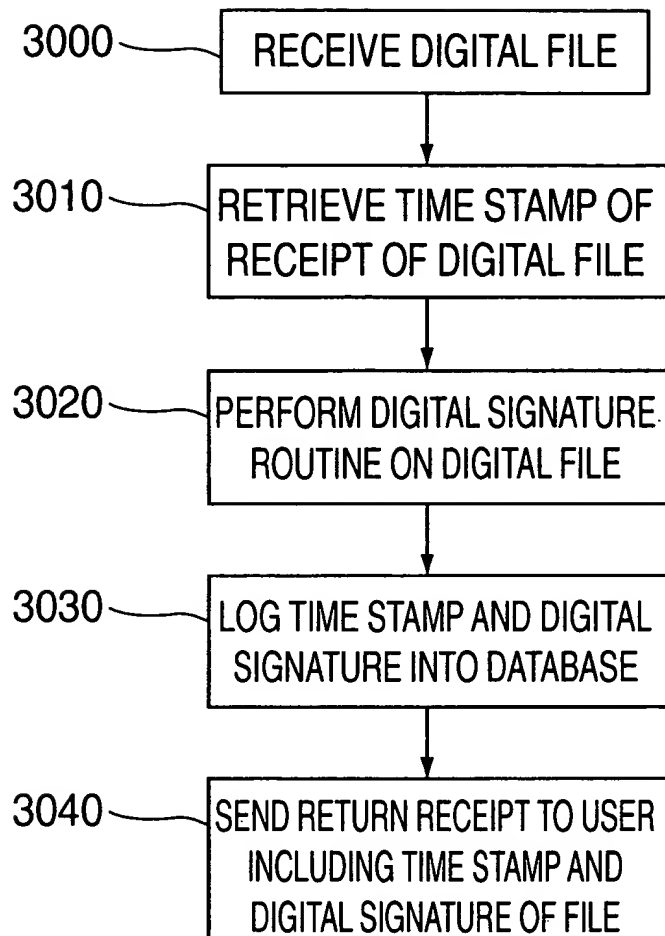 3000
RECEIVE DIGITAL FILE
3010
RETRIEVE TIME STAMP OF
RECEIPT OF DIGITAL FILE
3020
PERFORM DIGITAL SIGNATURE
ROUTINE ON DIGITAL FILE
3030
LOG TIME STAMP AND DIGITAL
SIGNATURE INTO DATABASE
3040
SEND RETURN RECEIPT TO USER
INCLUDING TIME STAMP AND
DIGITAL SIGNATURE OF FILE